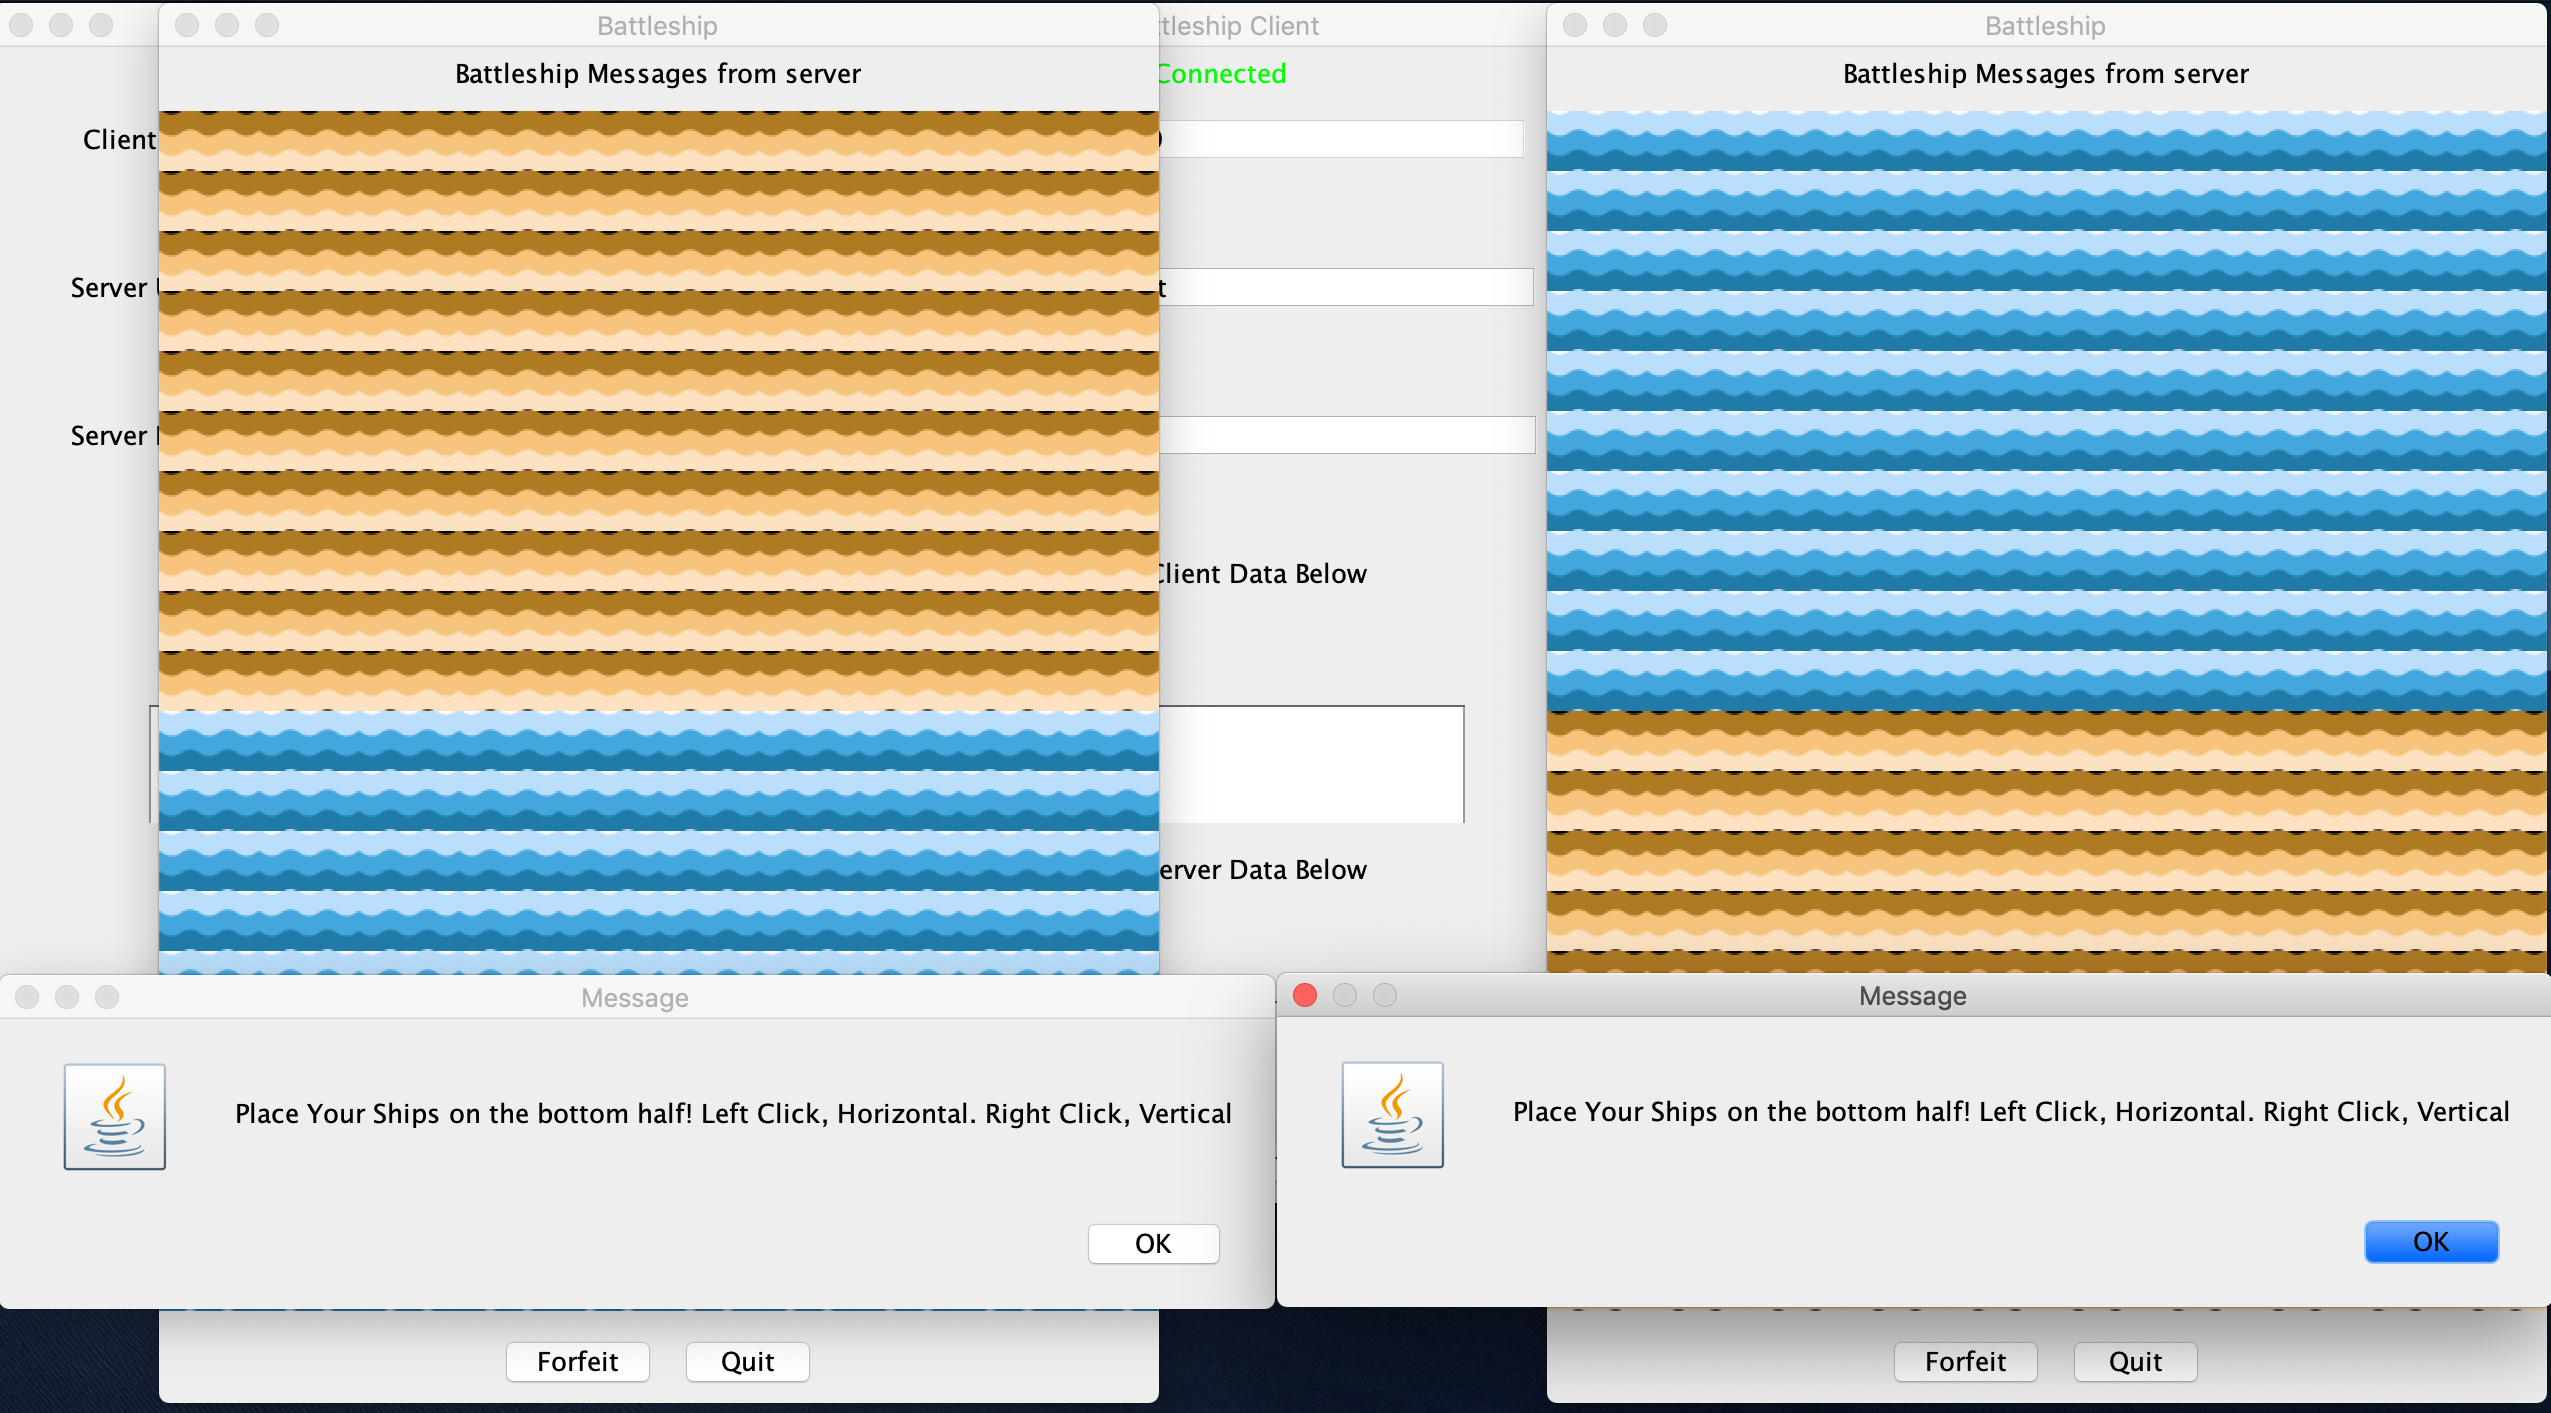 Battleship
Battleship Messages from server
Client
Server
Server
Forfeit
Quit
tleship Client
Connected
Client Data Below
erver Data Below
Battleship
Battleship Messages from server
Forfeit
Quit
Message
Place Your Ships on the bottom half! Left Click, Horizontal. Right Click, Vertical
OK
Message
Place Your Ships on the bottom half! Left Click, Horizontal. Right Click, Vertical
OK